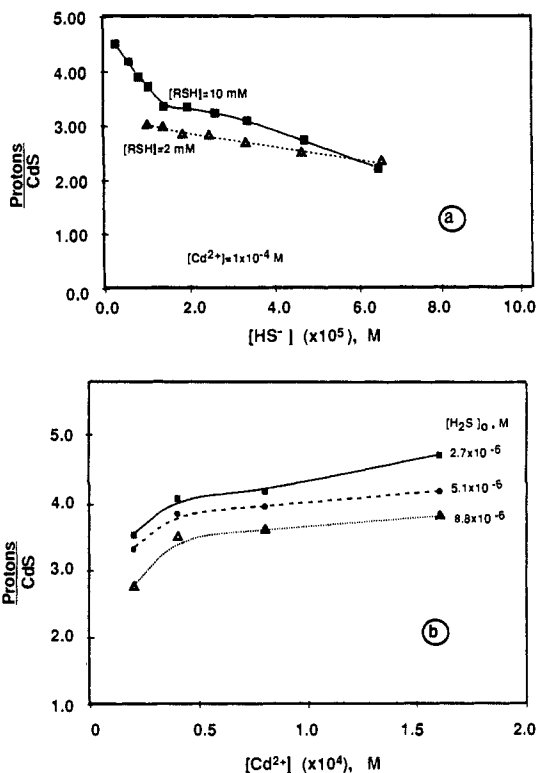 5.00
4.00
3.00
2.00
1.00
0.0
Protons
CdS
[RSH]=10 mM
[RSH]=2 mM
[Cd²⁺]=1x10⁻⁴ M
a
0.0 2.0 4.0 6.0 8.0 10.0
[HS⁻] (x10⁵), M
5.0
4.0
3.0
2.0
1.0
Protons
CdS
[H₂S]₀, M
2.7x10⁻⁶
5.1x10⁻⁶
8.8x10⁻⁶
b
0 0.5 1.0 1.5 2.0
[Cd²⁺] (x10⁴), M